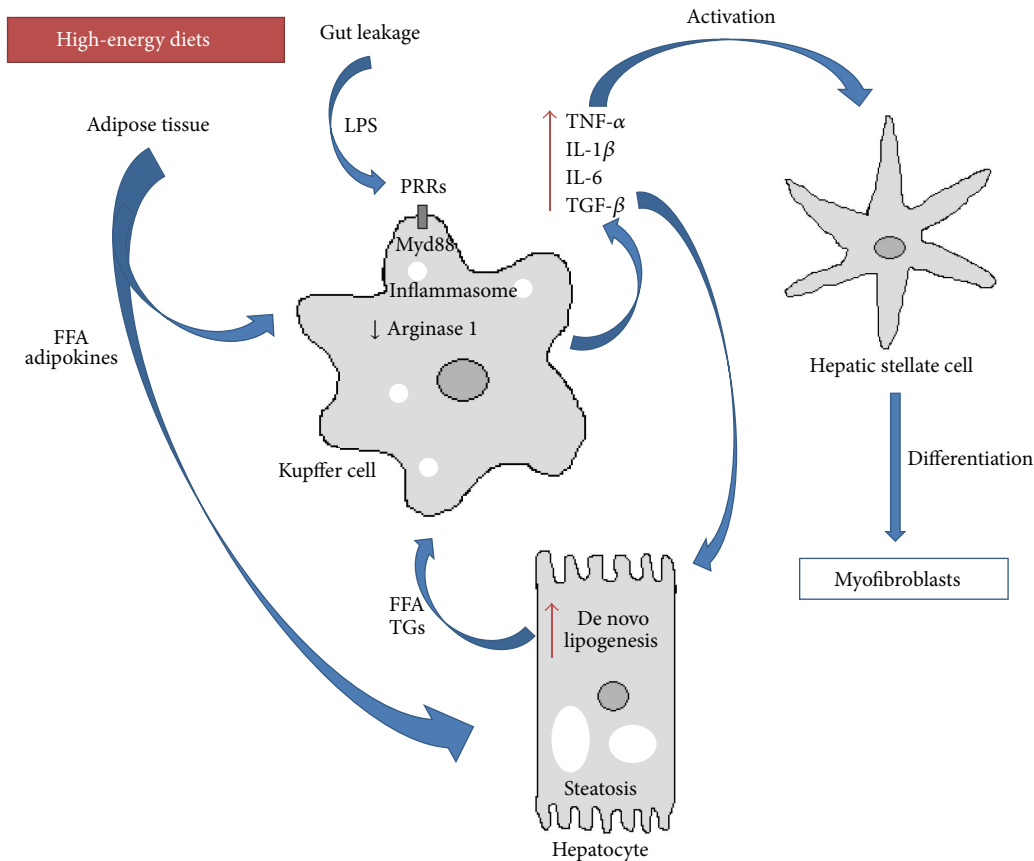 High-energy diets
Gut leakage
Activation
Adipose tissue
LPS
TNF-α
IL-1β
IL-6
TGF-β
PRRs
Myd88
Inflammasome
↓ Arginase 1
FFA
adipokines
Hepatic stellate cell
Kupffer cell
Differentiation
Myofibroblasts
FFA
TGs
De novo
lipogenesis
Steatosis
Hepatocyte